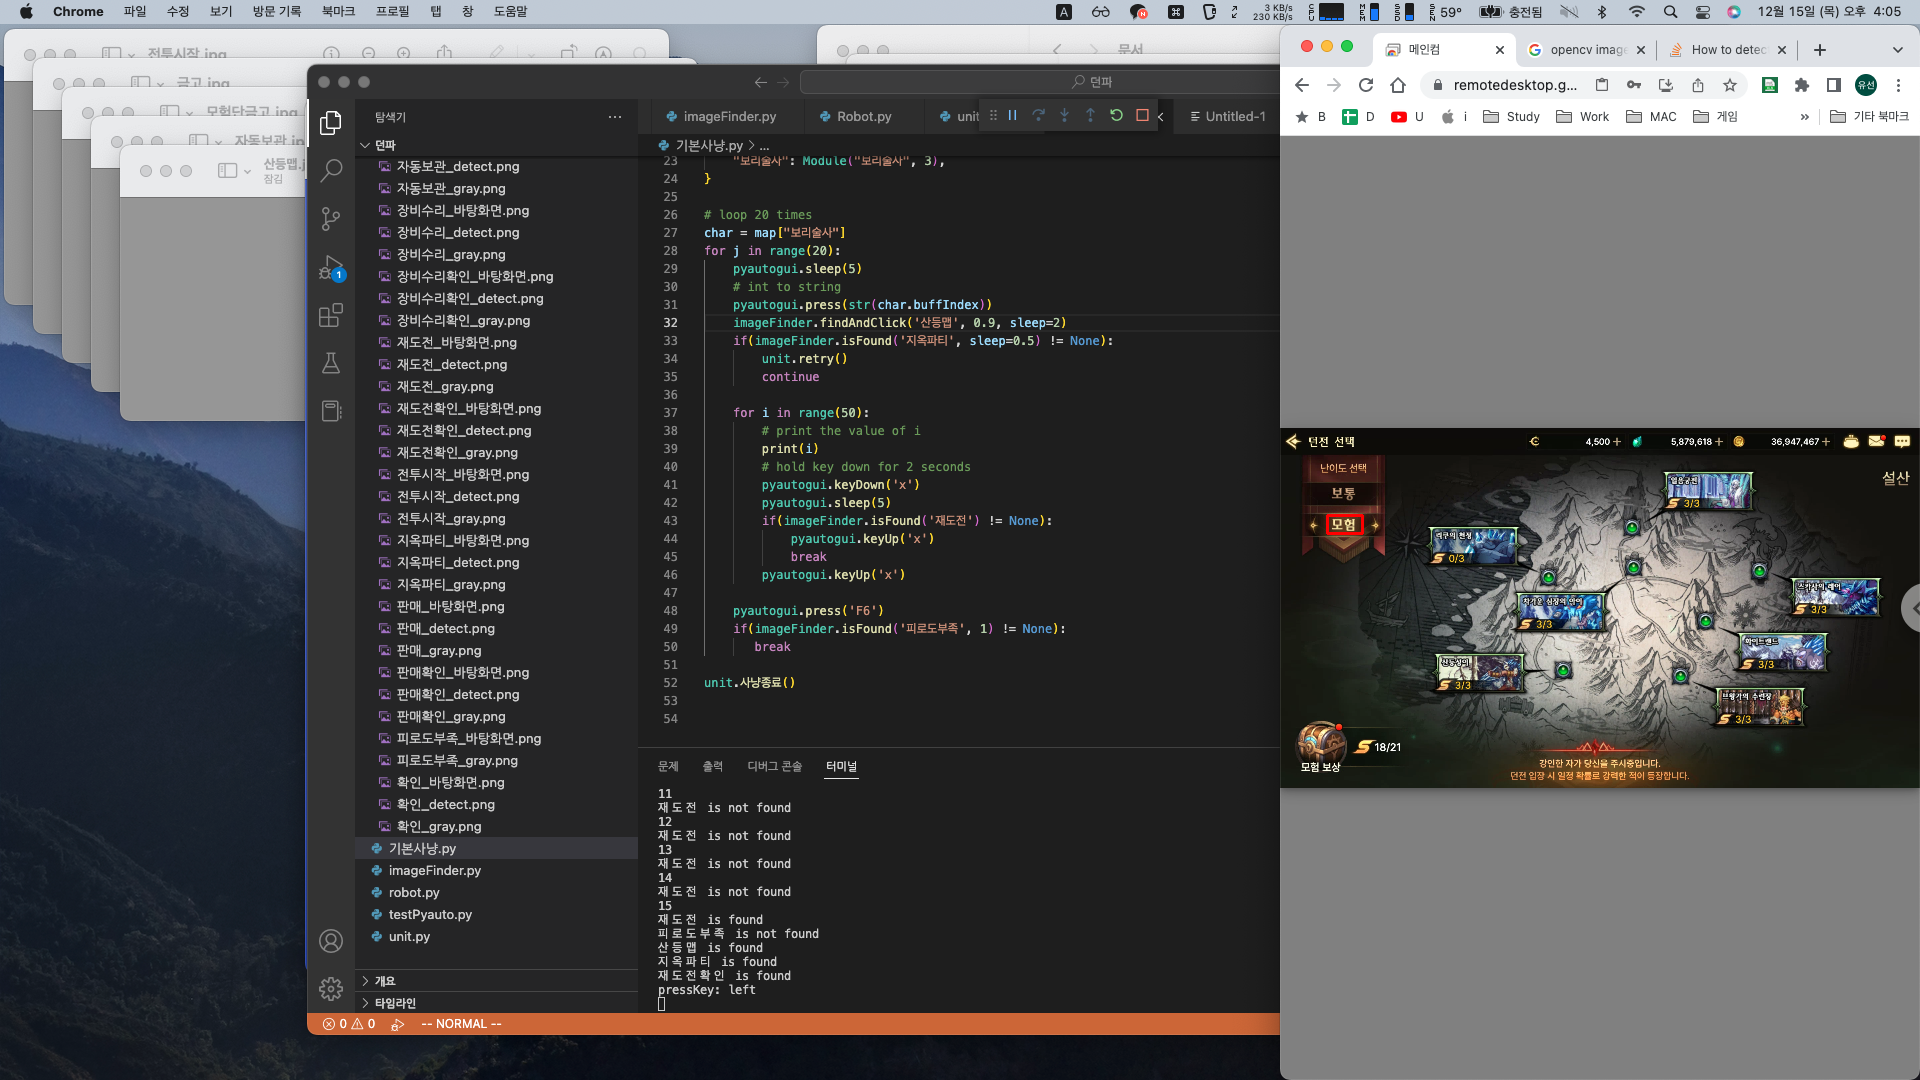 Chrome 파일 수정 보기 방문 기록 북마크 프로필 탭 창 도움말
3 KB/s
230 KB/s
59° 충전됨 12월 15일 (목) 오후 4:05
전투시작.jpg
금고.jpg
모험단금고.jpg
자동보관.jpg
산등맵.j
잠김
문서
던파
탐색기
던파
자동보관_detect.png
자동보관_gray.png
장비수리_바탕화면.png
장비수리_detect.png
장비수리_gray.png
장비수리확인_바탕화면.png
장비수리확인_detect.png
장비수리확인_gray.png
재도전_바탕화면.png
재도전_detect.png
재도전_gray.png
재도전확인_바탕화면.png
재도전확인_detect.png
재도전확인_gray.png
전투시작_바탕화면.png
전투시작_detect.png
전투시작_gray.png
지옥파티_바탕화면.png
지옥파티_detect.png
지옥파티_gray.png
판매_바탕화면.png
판매_detect.png
판매_gray.png
판매확인_바탕화면.png
판매확인_detect.png
판매확인_gray.png
피로도부족_바탕화면.png
피로도부족_gray.png
확인_바탕화면.png
확인_detect.png
확인_gray.png
기본사냥.py
imageFinder.py
robot.py
testPyauto.py
unit.py
개요
타임라인
0 0 -- NORMAL --
imageFinder.py Robot.py unit Untitled-1
기본사냥.py > ...
23 "보리술사": Module("보리술사", 3),
24 }
25
26 # loop 20 times
27 char = map["보리술사"]
28 for j in range(20):
29 pyautogui.sleep(5)
30 # int to string
31 pyautogui.press(str(char.buffIndex))
32 imageFinder.findAndClick('산등맵', 0.9, sleep=2)
33 if(imageFinder.isFound('지옥파티', sleep=0.5) != None):
34 unit.retry()
35 continue
36
37 for i in range(50):
38 # print the value of i
39 print(i)
40 # hold key down for 2 seconds
41 pyautogui.keyDown('x')
42 pyautogui.sleep(5)
43 if(imageFinder.isFound('재도전') != None):
44 pyautogui.keyUp('x')
45 break
46 pyautogui.keyUp('x')
47
48 pyautogui.press('F6')
49 if(imageFinder.isFound('피로도부족', 1) != None):
50 break
51
52 unit.사냥종료()
53
54
문제 출력 디버그 콘솔 터미널
11
재도전 is not found
12
재도전 is not found
13
재도전 is not found
14
재도전 is not found
15
재도전 is found
피로도부족 is not found
산등맵 is found
지옥파티 is found
재도전확인 is found
pressKey: left
메인컴 opencv imag How to detec
remotedesktop.g...
유선
B D U i Study Work MAC 게임 » 기타 북마크
던전 선택 4,500 + 5,879,618 + 36,947,467 +
난이도 선택
보통
모험
설산
3/3
0/3
스카사의 레어
3/3
차가운 심장의 안이
3/3
3/3
3/3
브왕가의 수련장
3/3
18/21
모험 보상
강인한 자가 당신을 주시중입니다.
던전 입장 시 일정 확률로 강력한 적이 등장합니다.